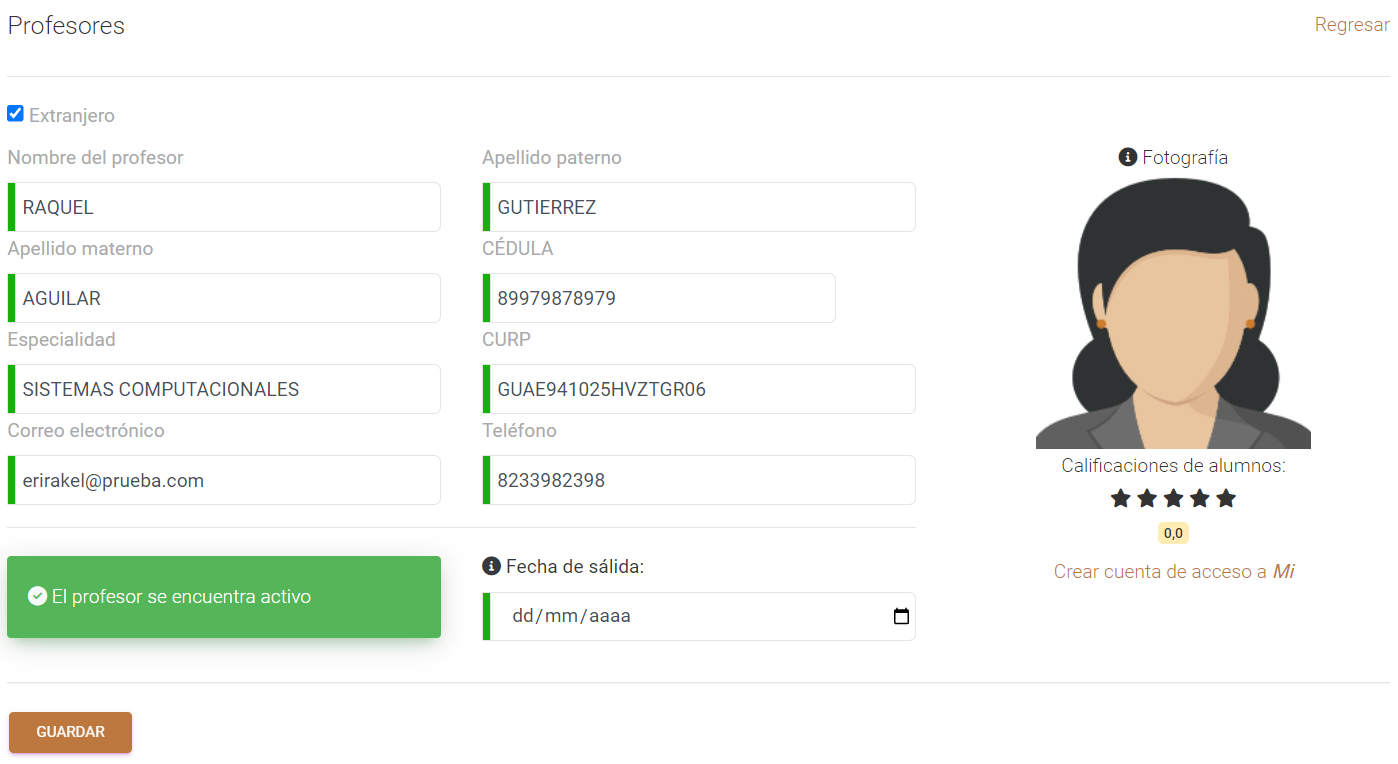 Profesores
Regresar
Extranjero
Nombre del profesor
Apellido paterno
Fotografía
RAQUEL
GUTIERREZ
Apellido materno
CÉDULA
AGUILAR
89979878979
Especialidad
CURP
SISTEMAS COMPUTACIONALES
GUAE941025HVZTGR06
Correo electrónico
Teléfono
erirakel@prueba.com
8233982398
Calificaciones de alumnos:
0,0
Crear cuenta de acceso a Mi
El profesor se encuentra activo
Fecha de sálida:
dd/mm/aaaa
GUARDAR